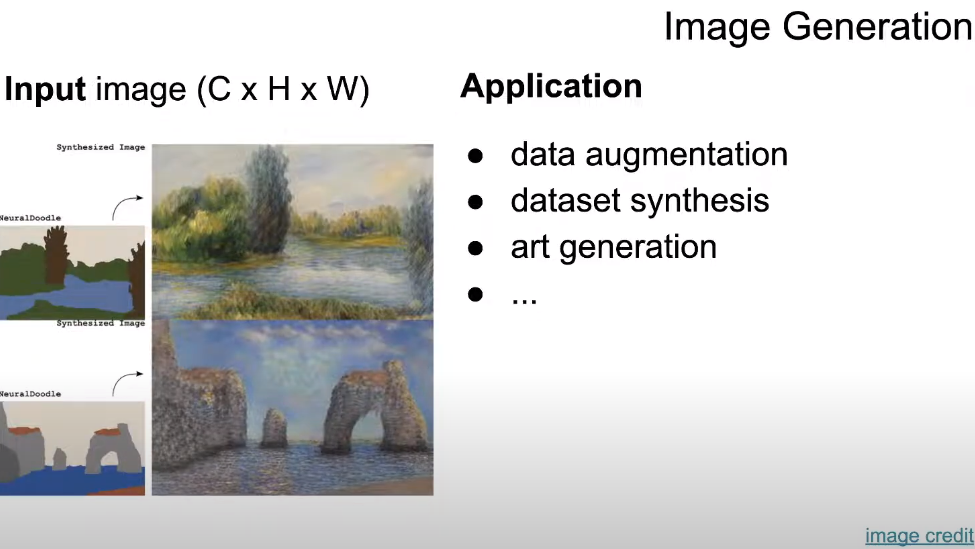 Image Generation
Input image (C x H x W)
Application
Synthesized Image
NeuralDoodle
Synthesized Image
NeuralDoodle
● data augmentation
● dataset synthesis
● art generation
● ...
image credit